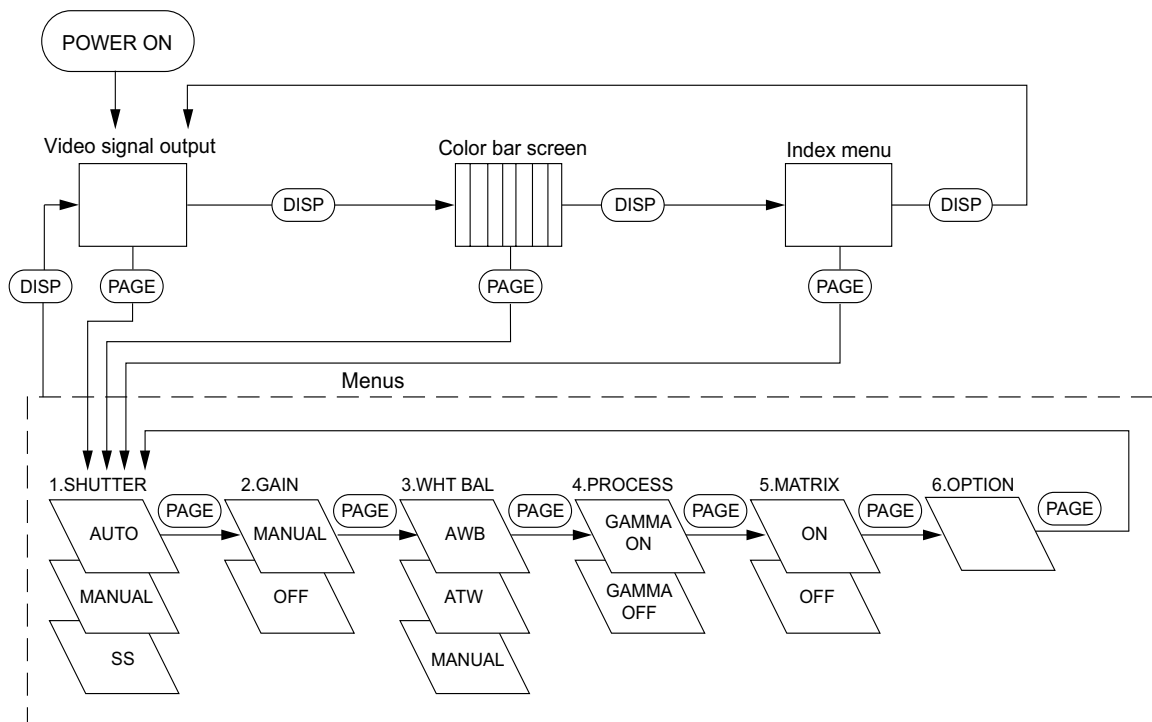 POWER ON
Video signal output
Color bar screen
Index menu
DISP
DISP
DISP
DISP
PAGE
PAGE
PAGE
Menus
1.SHUTTER
2.GAIN
3.WHT BAL
4.PROCESS
5.MATRIX
6.OPTION
PAGE
PAGE
PAGE
PAGE
PAGE
PAGE
AUTO
MANUAL
AWB
GAMMA
ON
ON
MANUAL
OFF
ATW
GAMMA
OFF
OFF
SS
MANUAL